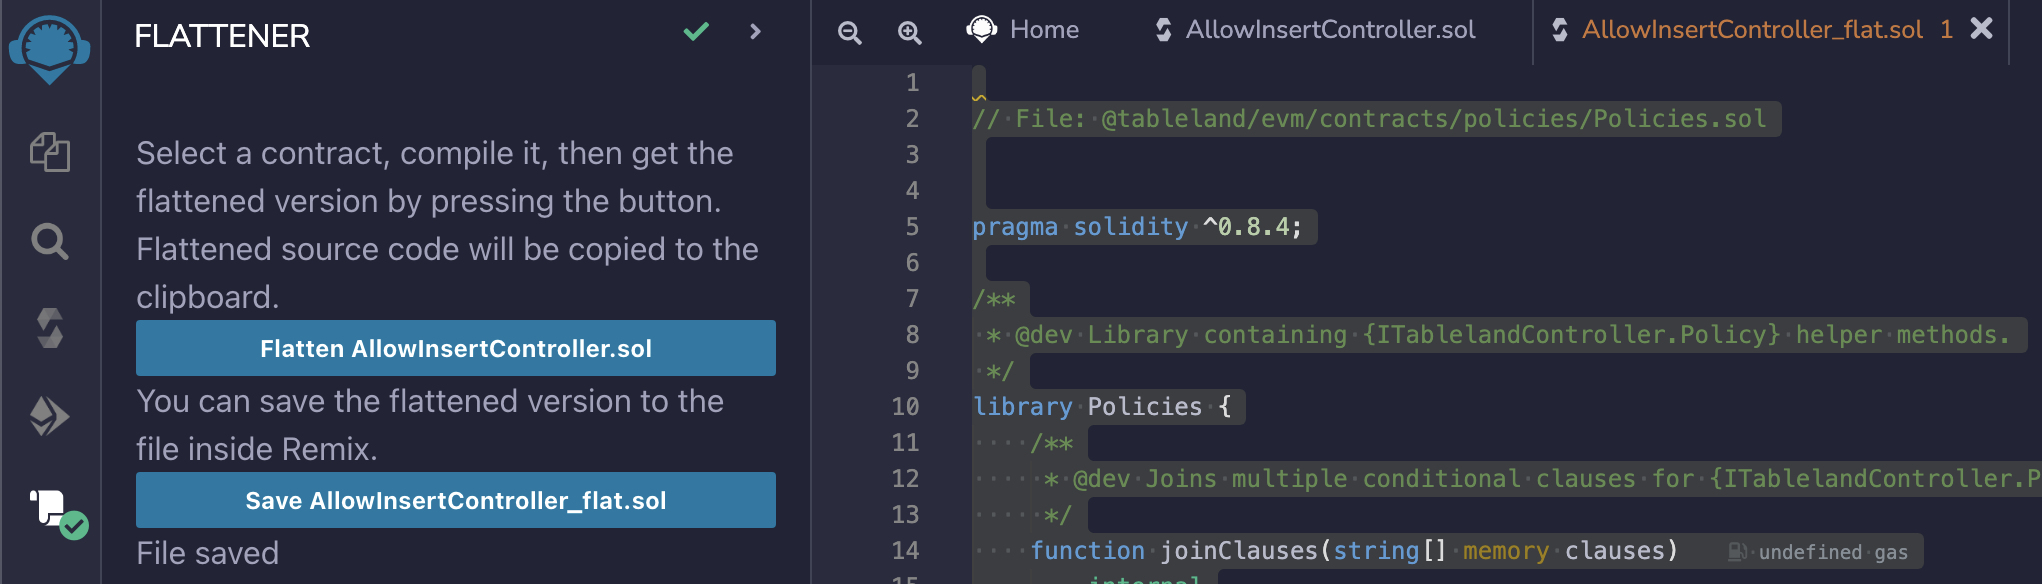 FLATTENER
Select a contract, compile it, then get the
flattened version by pressing the button.
Flattened source code will be copied to the
clipboard.
Flatten AllowInsertController.sol
You can save the flattened version to the
file inside Remix.
Save AllowInsertController_flat.sol
File saved
Home AllowInsertController.sol AllowInsertController_flat.sol 1
1
2 // File: @tableland/evm/contracts/policies/Policies.sol
3
4
5 pragma solidity ^0.8.4;
6
7 /**
8 * @dev Library containing {ITablelandController.Policy} helper methods.
9 */
10 library Policies {
11 /**
12 * @dev Joins multiple conditional clauses for {ITablelandController.P
13 */
14 function joinClauses(string[] memory clauses) undefined gas
15 internal